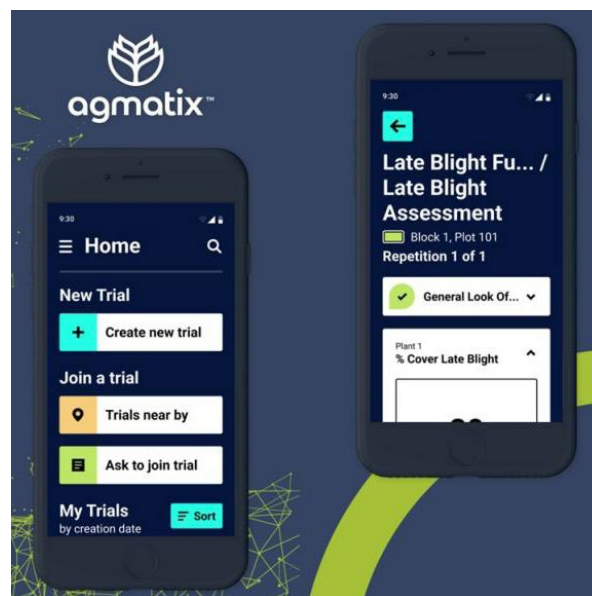 agmatix™
9:30
Home
New Trial
Create new trial
Join a trial
Trials near by
Ask to join trial
My Trials
by creation date
Sort
9:30
Late Blight Fu... /
Late Blight
Assessment
Block 1, Plot 101
Repetition 1 of 1
General Look Of...
Plant 1
% Cover Late Blight